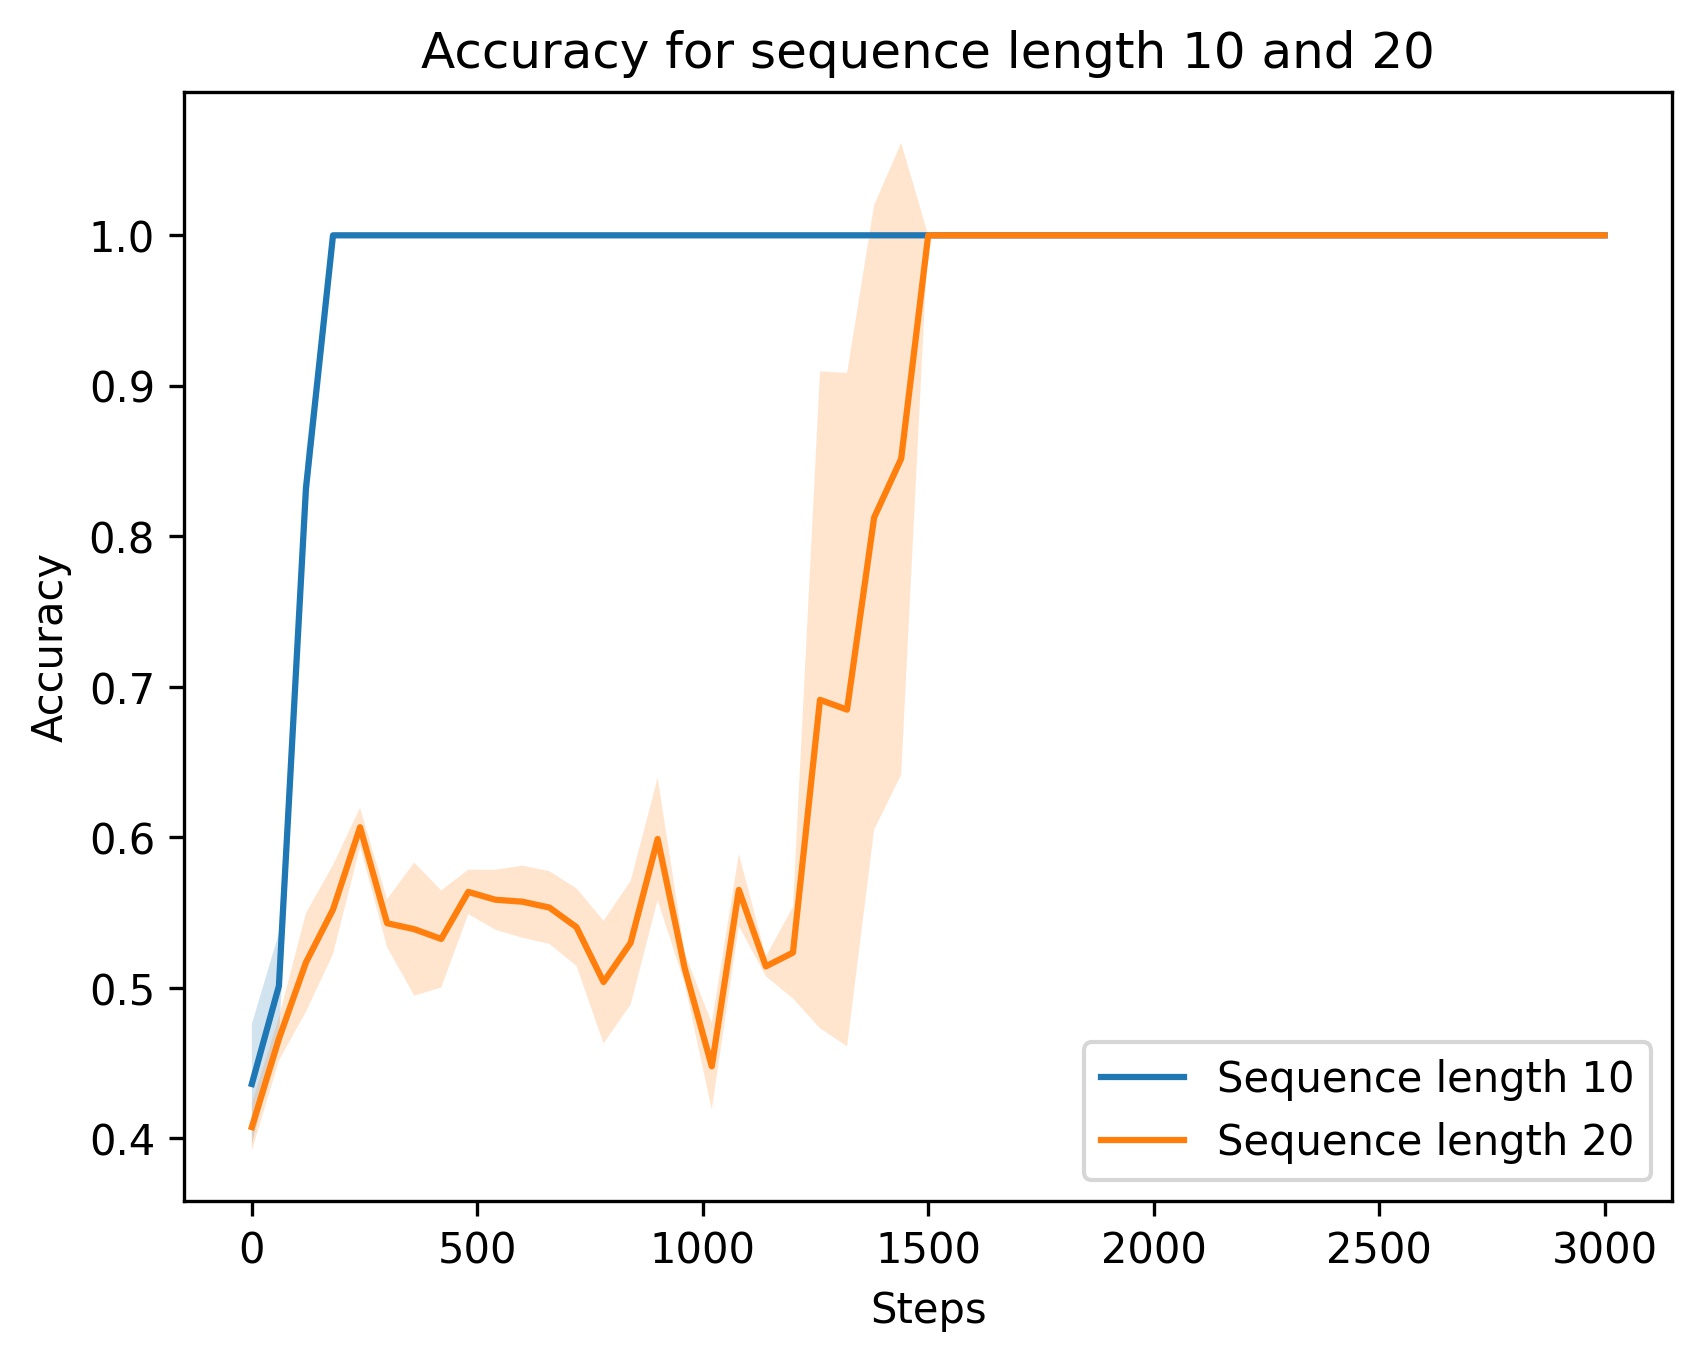 Accuracy for sequence length 10 and 20
Accuracy
1.0
0.9
0.8
0.7
0.6
0.5
0.4
Sequence length 10
Sequence length 20
0 500 1000 1500 2000 2500 3000
Steps